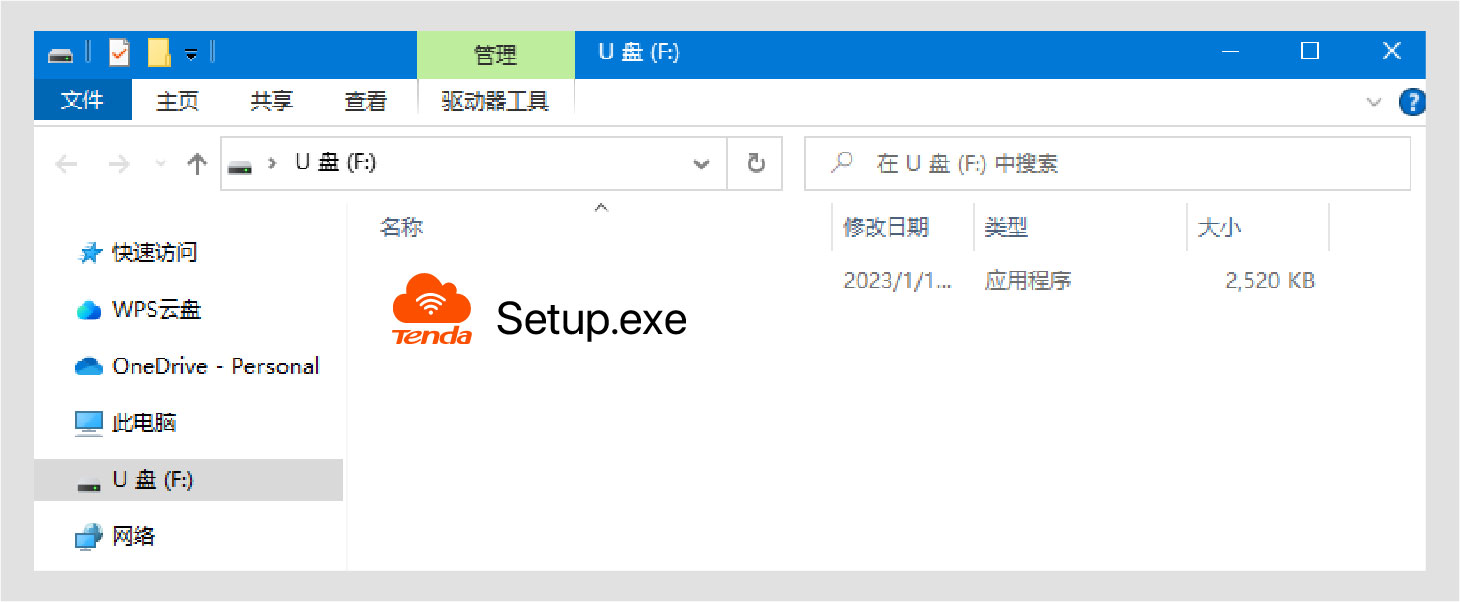 管理
U 盘 (F:)
文件 主页 共享 查看 驱动器工具
U 盘 (F:)
在 U 盘 (F:) 中搜索
名称 修改日期 类型 大小
快速访问
WPS云盘
OneDrive - Personal
此电脑
U 盘 (F:)
网络
Tenda
Setup.exe
2023/1/1... 应用程序 2,520 KB